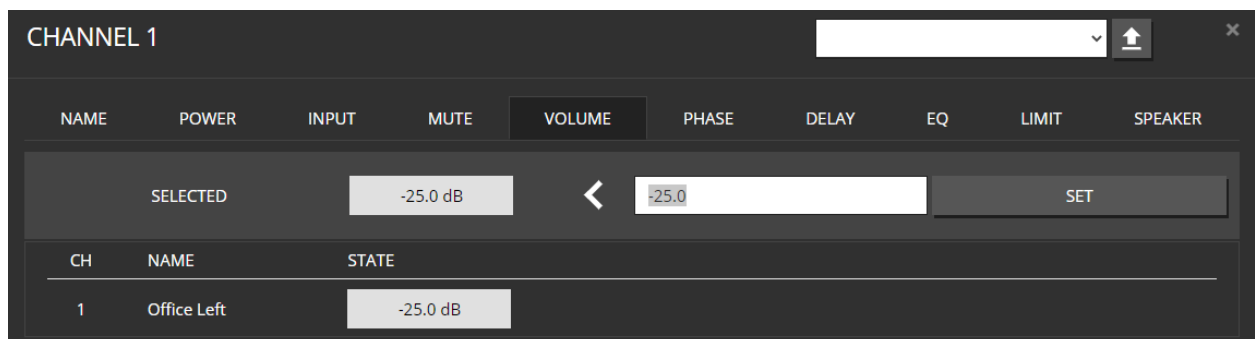 CHANNEL 1
NAME POWER INPUT MUTE VOLUME PHASE DELAY EQ LIMIT SPEAKER
SELECTED -25.0 dB -25.0 SET
CH NAME STATE
1 Office Left -25.0 dB